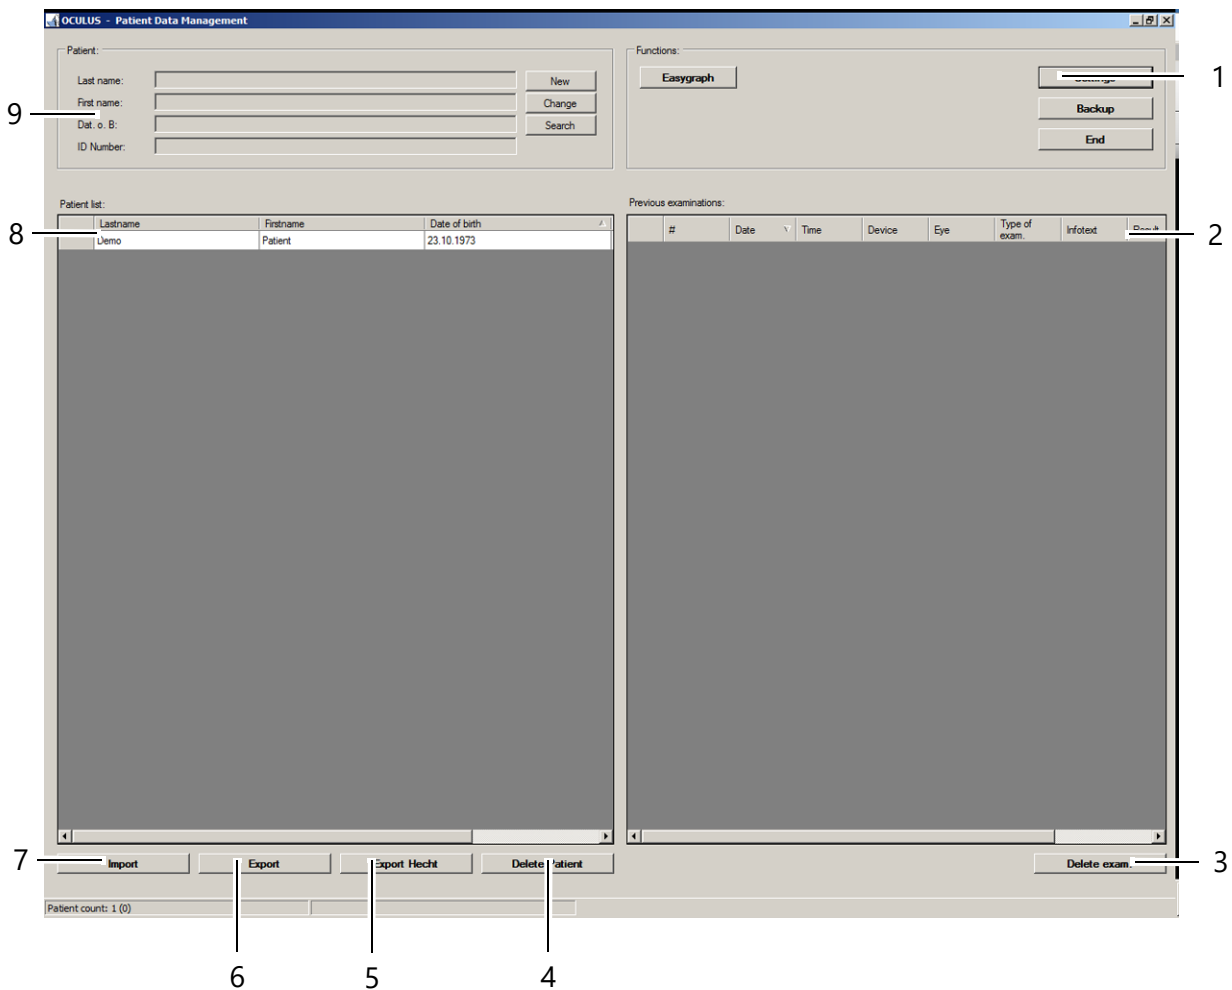 OCULUS - Patient Data Management
Patient:
Last name:
New
First name:
Change
Dat. o. B:
Search
ID Number:
Functions:
Easygraph
Settings
Backup
End
1
9
Patient list:
Lastname Firstname Date of birth
Demo Patient 23.10.1973
8
Previous examinations:
# Date Time Device Eye Type of exam. Infotext Result
2
7
Import Export Export Hecht Delete Patient
Delete exam.
3
Patient count: 1 (0)
6 5 4